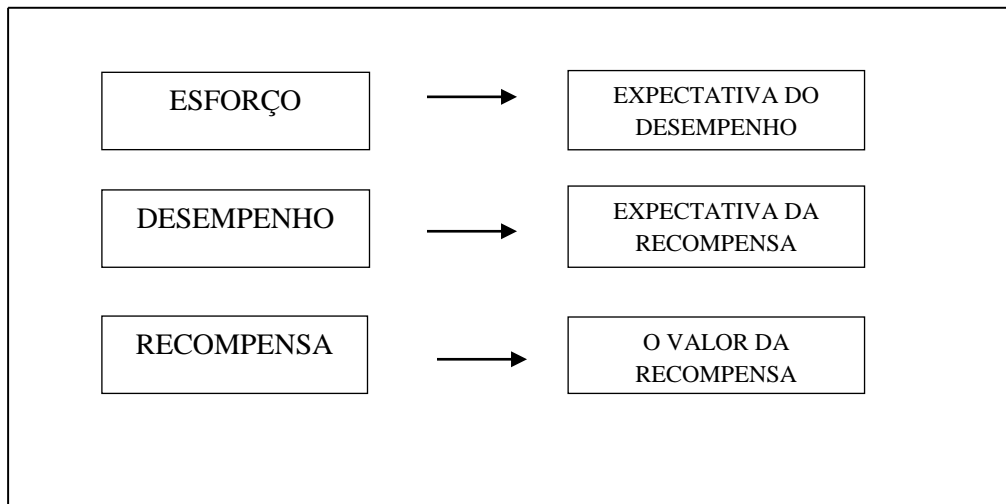 ESFORÇO
EXPECTATIVA DO
DESEMPENHO
DESEMPENHO
EXPECTATIVA DA
RECOMPENSA
RECOMPENSA
O VALOR DA
RECOMPENSA